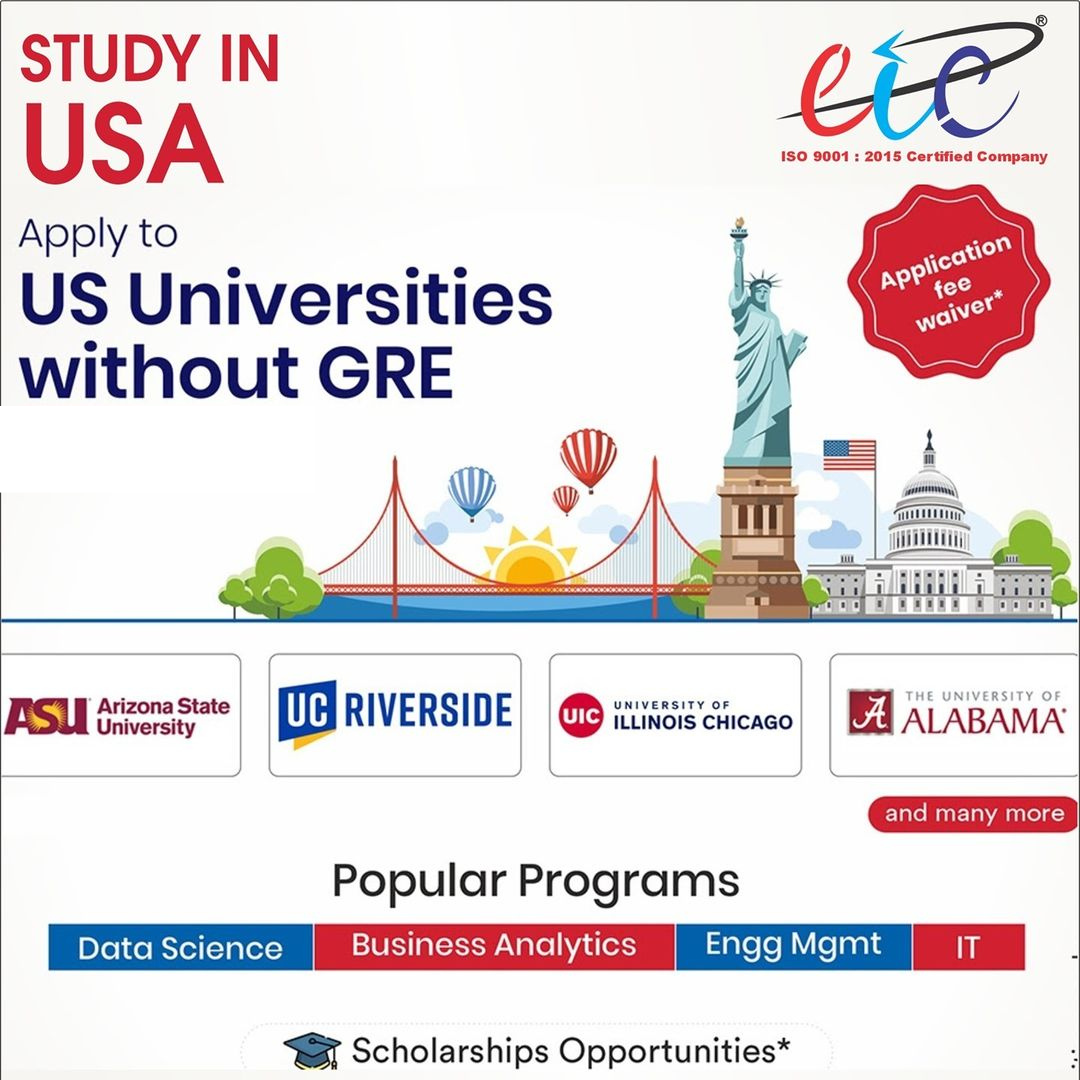 STUDY IN
USA
eic®
ISO 9001 : 2015 Certified Company
Apply to
US Universities
without GRE
Application
fee
waiver*
ASU Arizona State
University
UC RIVERSIDE
UIC UNIVERSITY OF
ILLINOIS CHICAGO
A THE UNIVERSITY OF
ALABAMA®
and many more
Popular Programs
Data Science Business Analytics Engg Mgmt IT
Scholarships Opportunities*